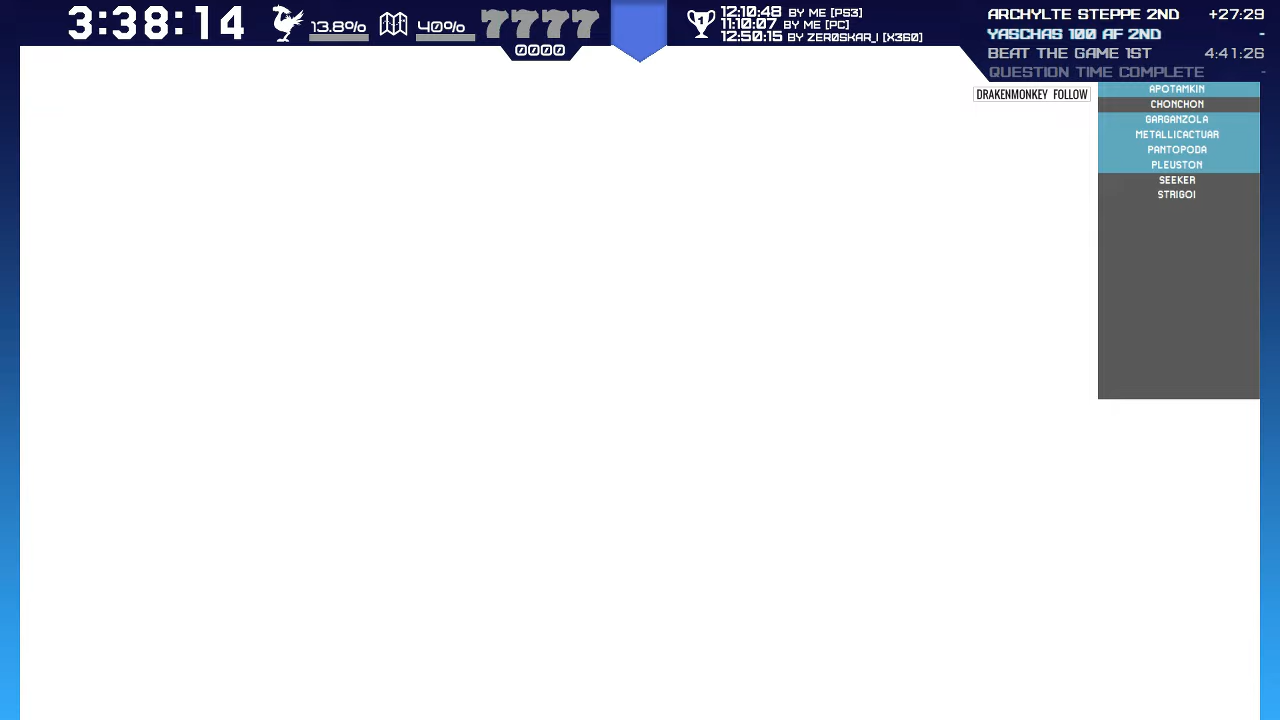 3:38:14
13.8%
40%
7777
0000
12:10:48 BY ME [PS3]
11:10:07 BY ME [PC]
12:50:15 BY ZER0SKAR_I [X360]
ARCHYLTE STEPPE 2ND +27:29
YASCHAS 100 AF 2ND -
BEAT THE GAME 1ST 4:41:26
QUESTION TIME COMPLETE -
DRAKENMONKEY FOLLOW
APOTAMKIN
CHONCHON
GARGANZOLA
METALLICACTUAR
PANTOPODA
PLEUSTON
SEEKER
STRIGOI